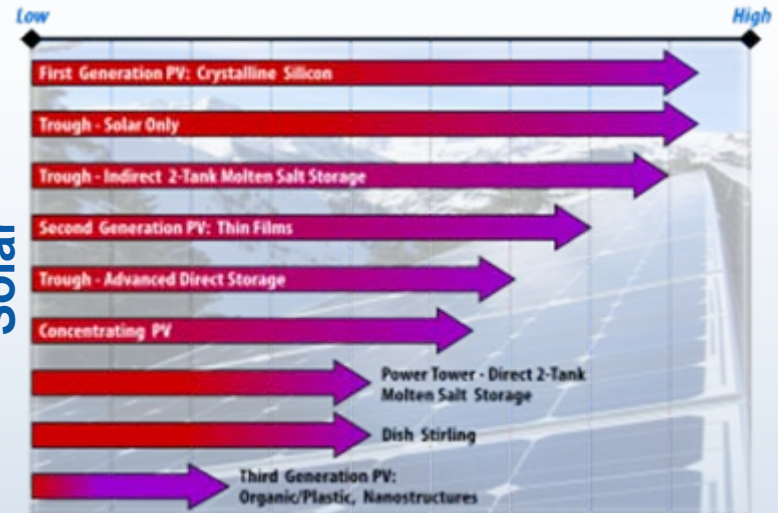 Low
High
First Generation PV: Crystalline Silicon
Trough - Solar Only
Trough - Indirect 2-Tank Molten Salt Storage
Second Generation PV: Thin Films
Trough - Advanced Direct Storage
Concentrating PV
Power Tower - Direct 2-Tank
Molten Salt Storage
Dish Stirling
Third Generation PV:
Organic/Plastic, Nanostructures
Solar